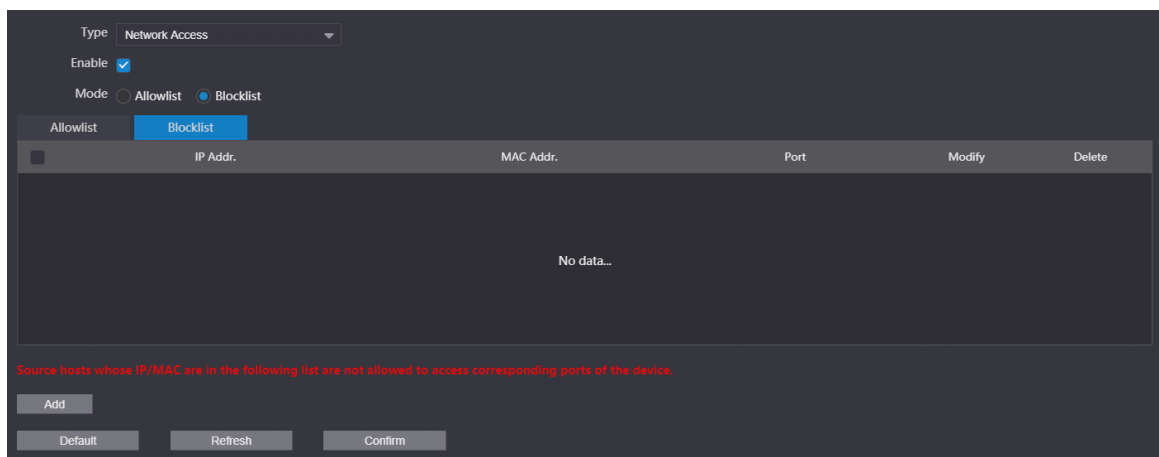 Type Network Access
Enable
Mode Allowlist Blocklist
Allowlist Blocklist
IP Addr. MAC Addr. Port Modify Delete
No data...
Source hosts whose IP/MAC are in the following list are not allowed to access corresponding ports of the device.
Add
Default Refresh Confirm